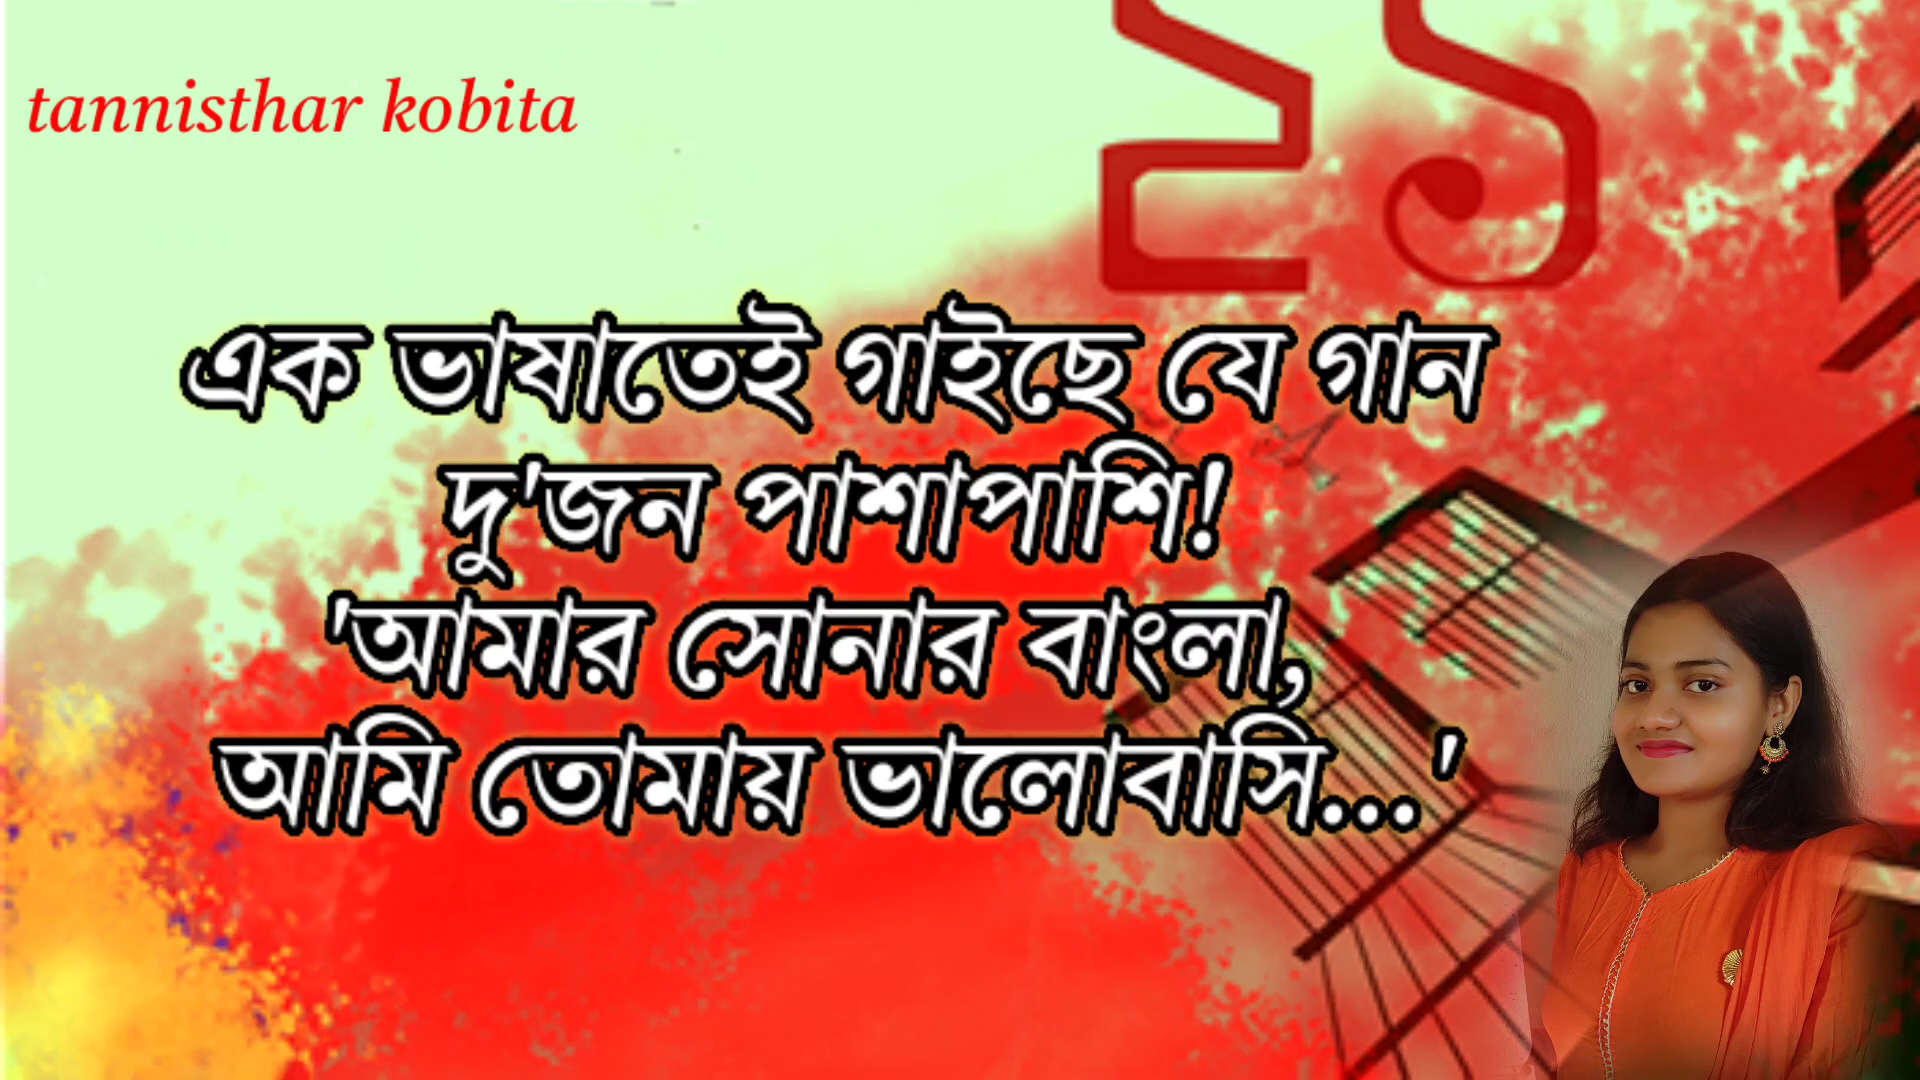 tannisthar kobita
২১
এক ভাষাতেই গাইছে যে গান
দু'জন পাশাপাশি!
'আমার সোনার বাংলা,
আমি তোমায় ভালোবাসি...'